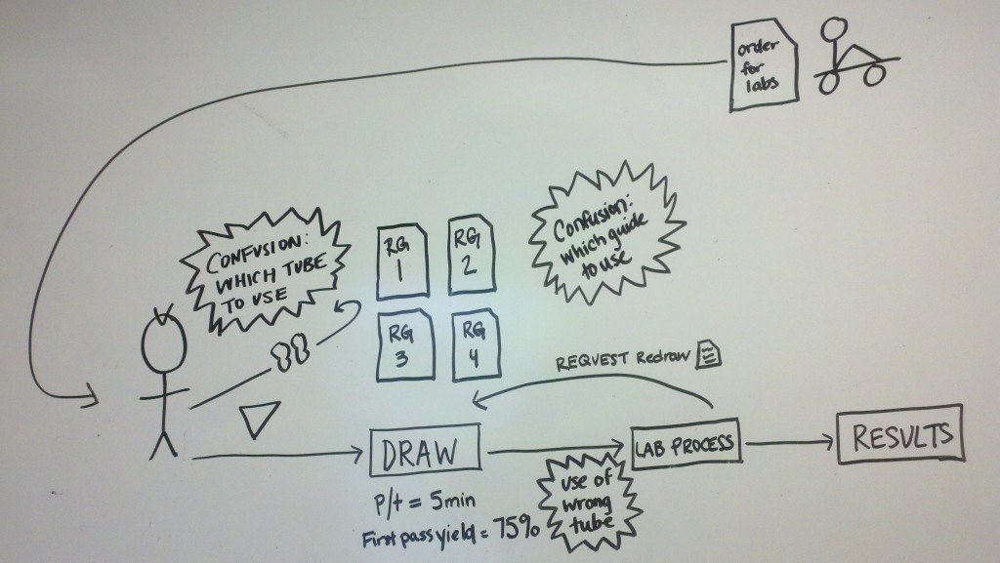 order
for
labs
CONFUSION:
WHICH TUBE
TO USE
RG
1
RG
2
Confusion:
which guide
to use
RG
3
RG
4
REQUEST Redraw
DRAW
LAB PROCESS
RESULTS
P/t = 5min
First pass yield = 75%
use of
wrong
tube